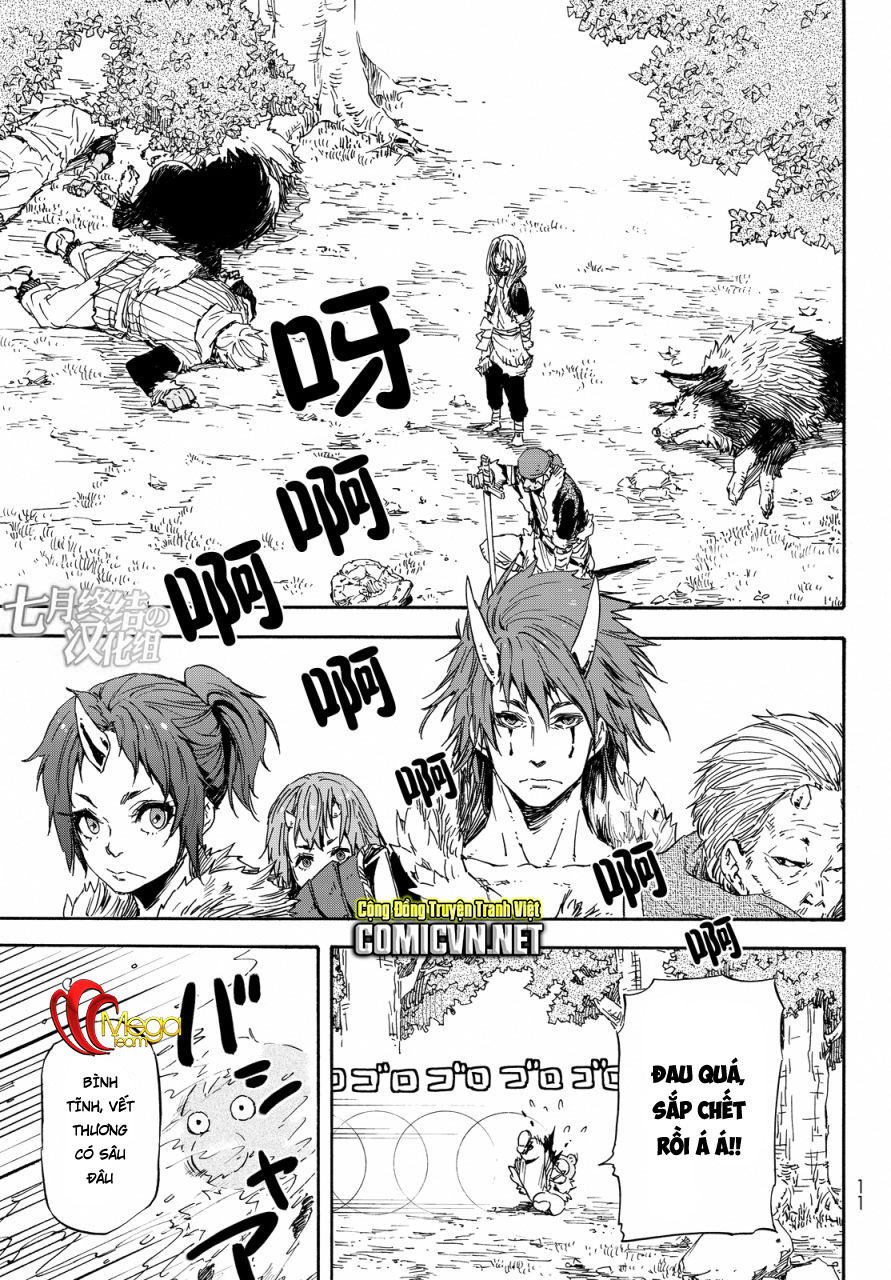 呀
啊
啊
七月终结の
汉化组
啊
啊
啊
Cộng Đồng Truyện Tranh Việt
COMICVN.NET
啊
ĐAU QUÁ,
SẮP CHẾT
RỒI Á Á!!
ゴロゴロゴロゴロ
Mega
Team
BÌNH
TĨNH, VẾT
THƯƠNG
CÓ SÂU
ĐÂU
バシャア
11